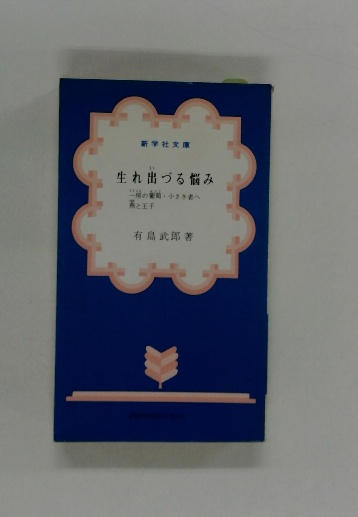 新学社文庫
生れ出づる悩み
一房の葡萄・小さき者へ
燕と王子
有島武郎著